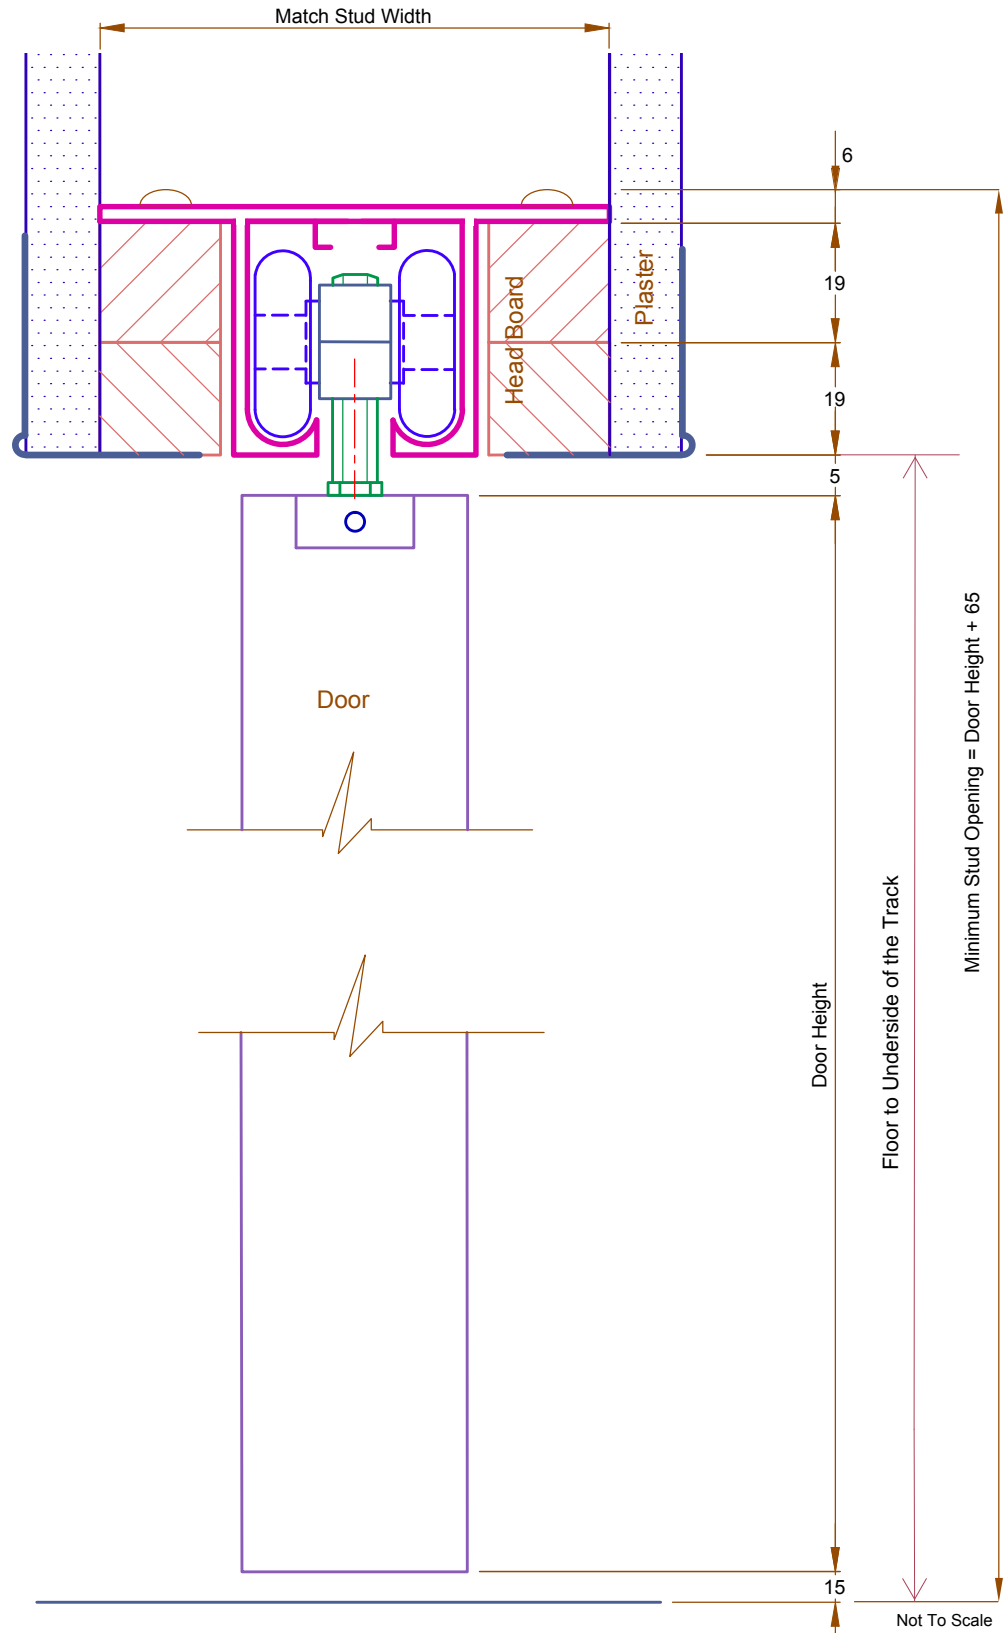 Match Stud Width
6
19
Plaster
Head Board
19
5
Door
Minimum Stud Opening = Door Height + 65
Floor to Underside of the Track
Door Height
15
Not To Scale